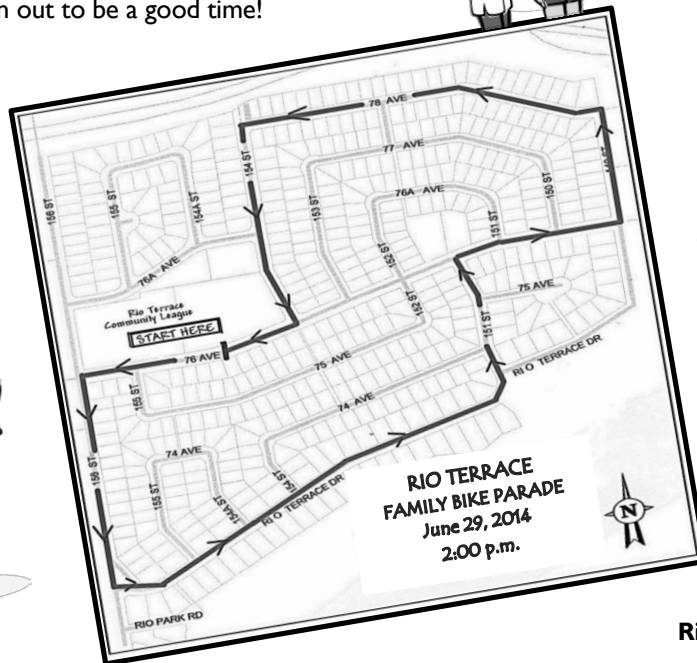 n out to be a good time!
78 AVE
154 ST
77 AVE
156 ST
155 ST
154A ST
153 ST
76A AVE
150 ST
151 ST
152 ST
76A AVE
75 AVE
152 ST
151 ST
Rio Terrace
Community League
START HERE
76 AVE
75 AVE
RIO TERRACE DR
155 ST
74 AVE
74 AVE
156 ST
155 ST
154A ST
154 ST
RIO TERRACE DR
RIO TERRACE
FAMILY BIKE PARADE
June 29, 2014
2:00 p.m.
N
RIO PARK RD
Ri